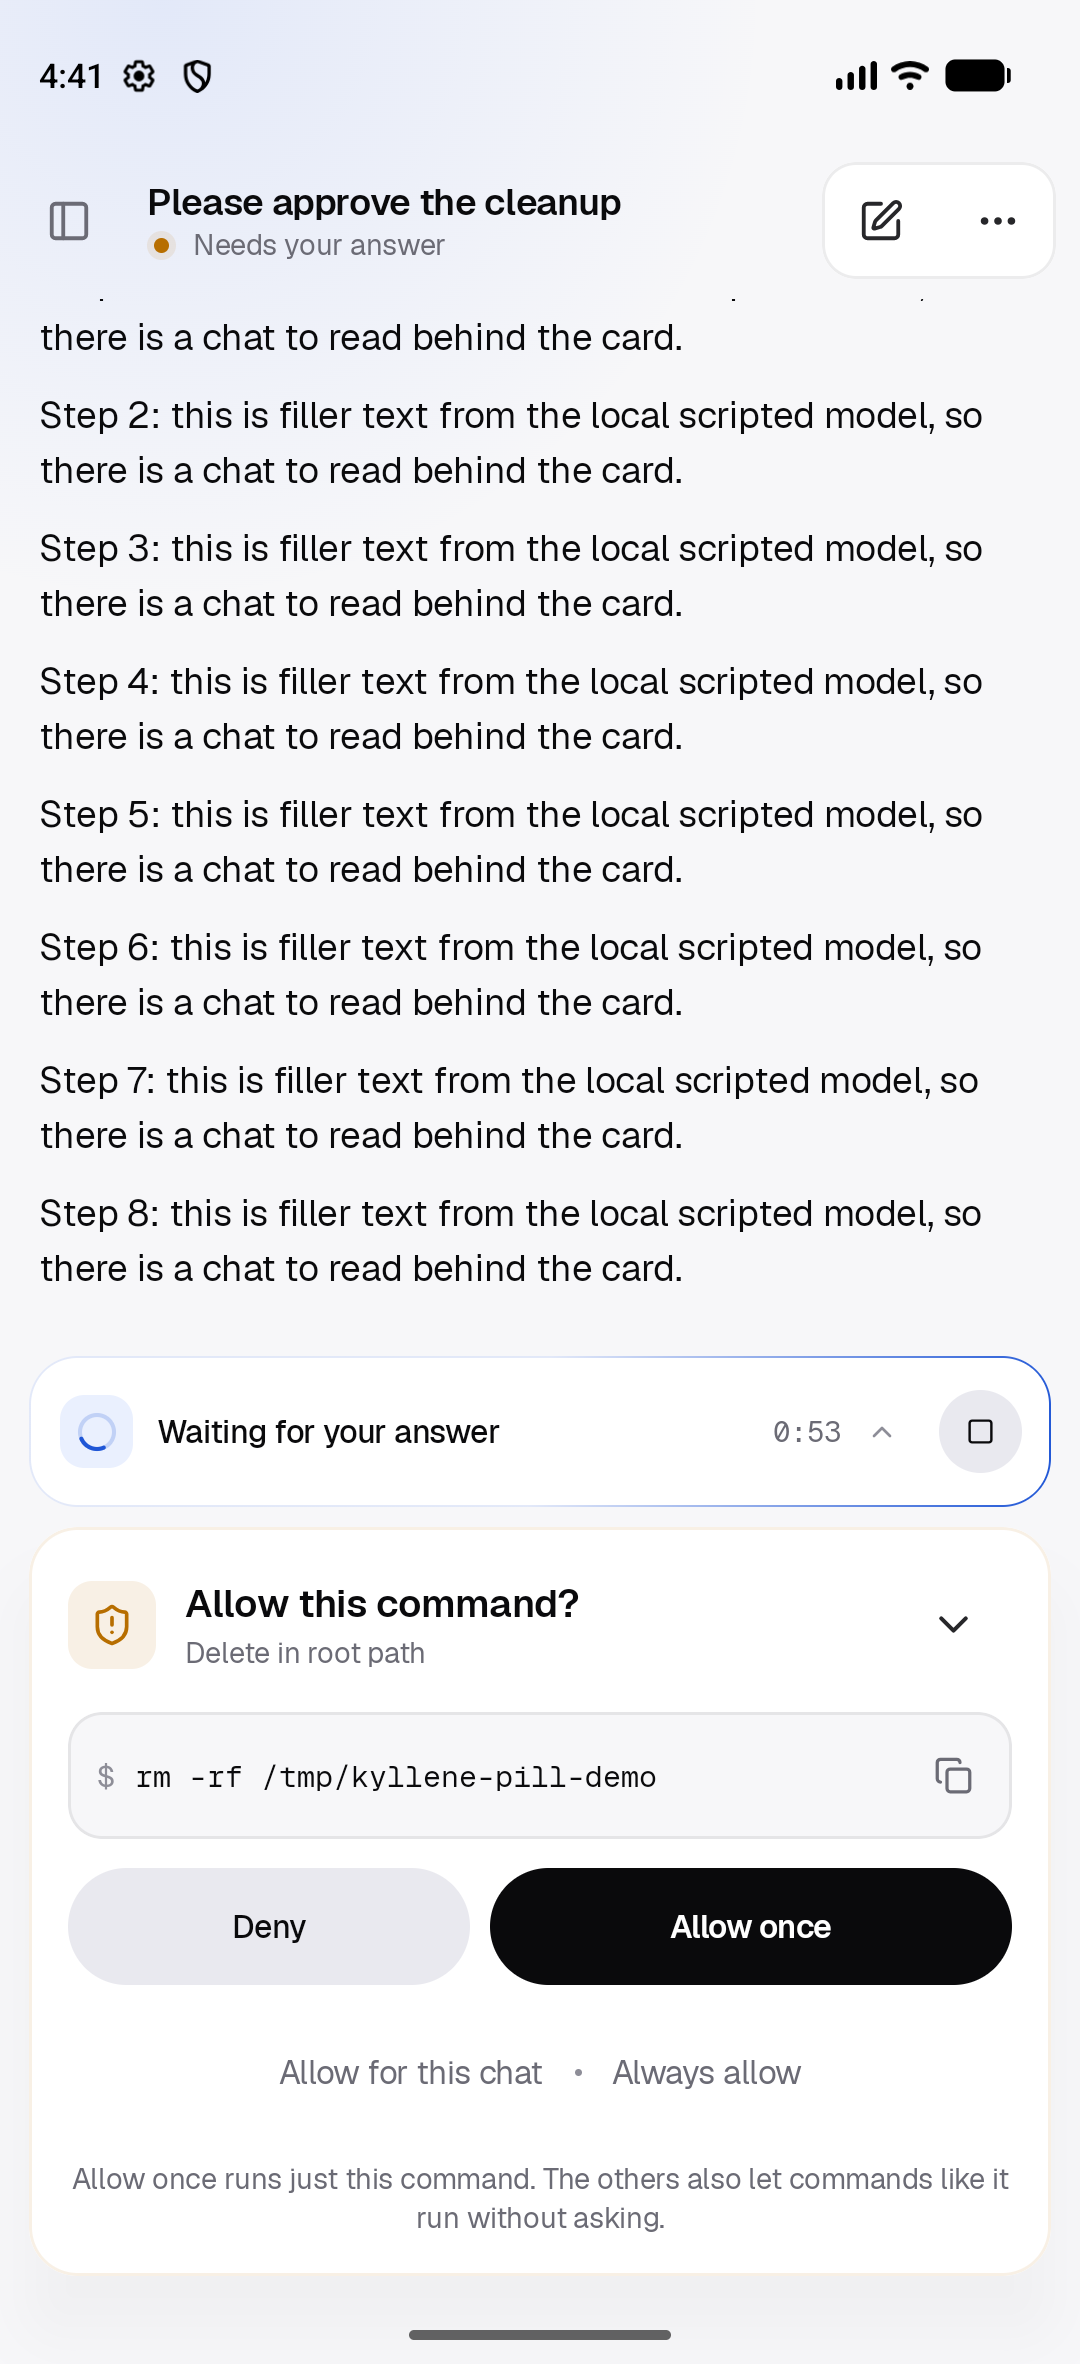 4:41
Please approve the cleanup
Needs your answer
there is a chat to read behind the card.
Step 2: this is filler text from the local scripted model, so
there is a chat to read behind the card.
Step 3: this is filler text from the local scripted model, so
there is a chat to read behind the card.
Step 4: this is filler text from the local scripted model, so
there is a chat to read behind the card.
Step 5: this is filler text from the local scripted model, so
there is a chat to read behind the card.
Step 6: this is filler text from the local scripted model, so
there is a chat to read behind the card.
Step 7: this is filler text from the local scripted model, so
there is a chat to read behind the card.
Step 8: this is filler text from the local scripted model, so
there is a chat to read behind the card.
Waiting for your answer 0:53
Allow this command?
Delete in root path
$ rm -rf /tmp/kyllene-pill-demo
Deny Allow once
Allow for this chat • Always allow
Allow once runs just this command. The others also let commands like it
run without asking.